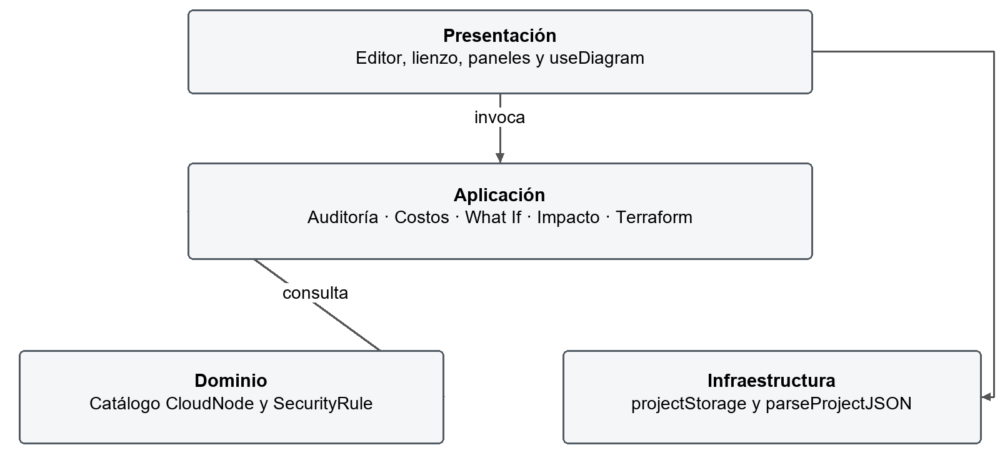 Presentación
Editor, lienzo, paneles y useDiagram
invoca
Aplicación
Auditoría · Costos · What If · Impacto · Terraform
consulta
Dominio
Catálogo CloudNode y SecurityRule
Infraestructura
projectStorage y parseProjectJSON